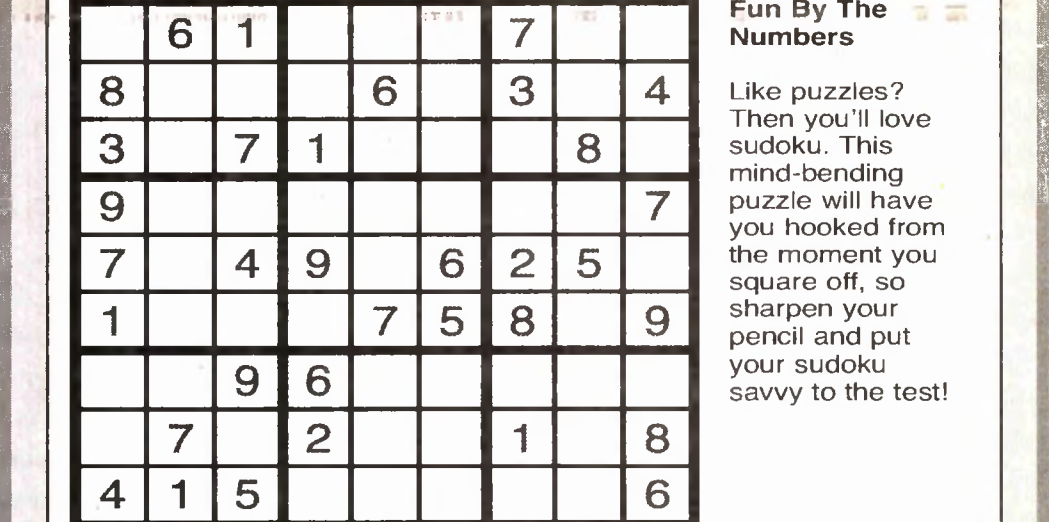 6 1 7
8 6 3 4
3 7 1 8
9 7
7 4 9 6 2 5
1 7 5 8 9
9 6
7 2 1 8
4 1 5 6
Fun By The
Numbers
Like puzzles?
Then you'll love
sudoku. This
mind-bending
puzzle will have
you hooked from
the moment you
square off, so
sharpen your
pencil and put
your sudoku
savvy to the test!